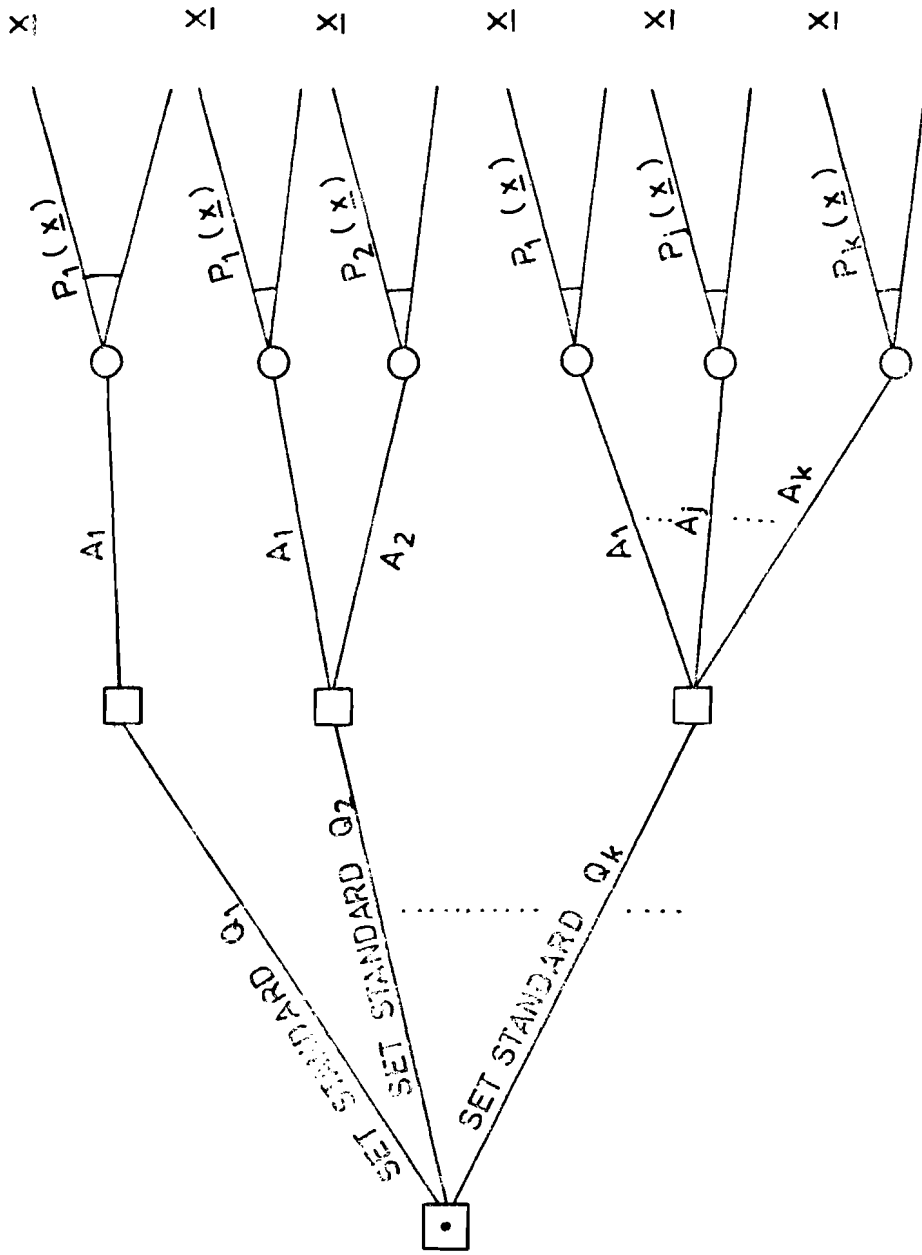 SET STANDARD Q1
SET STANDARD Q2
SET STANDARD Qk
A1
A1
A2
A1
Aj
Ak
P1 (x)
P1 (x)
P2 (x)
P1 (x)
Pj (x)
Pk (x)
x
x
x
x
x
x